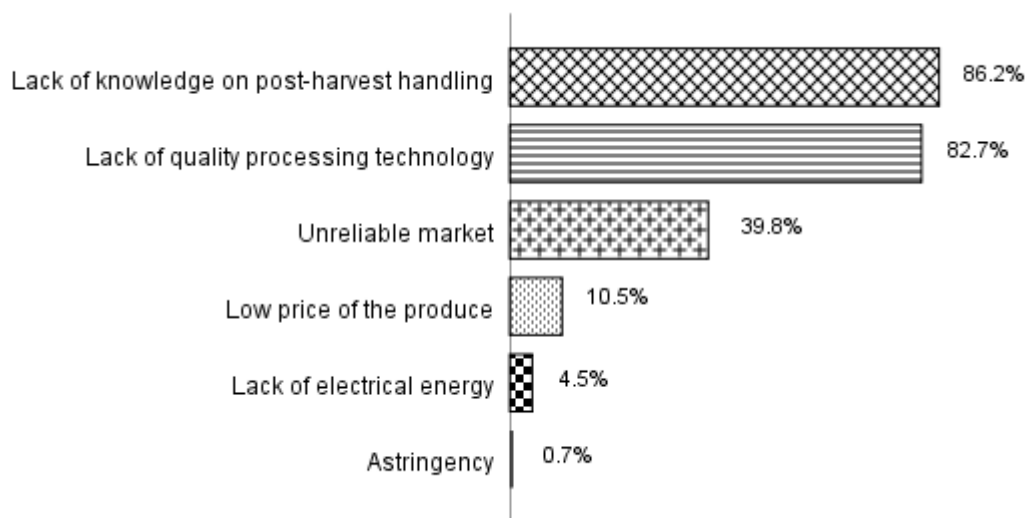 Lack of knowledge on post-harvest handling 86.2%
Lack of quality processing technology 82.7%
Unreliable market 39.8%
Low price of the produce 10.5%
Lack of electrical energy 4.5%
Astringency 0.7%